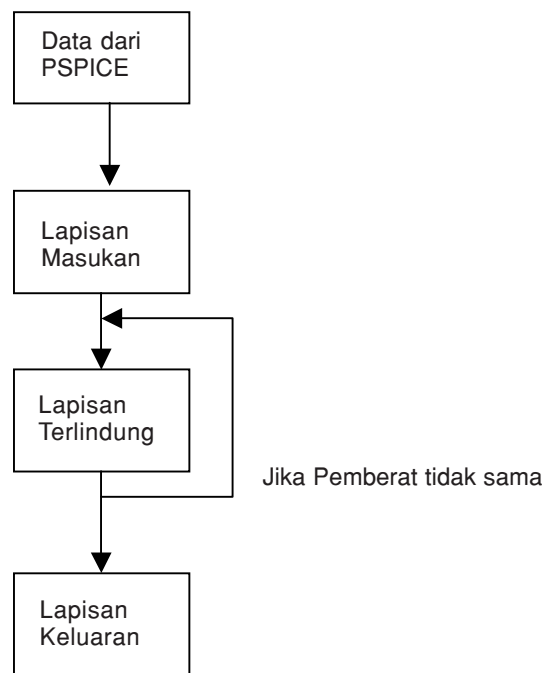 Data dari
PSPICE
Lapisan
Masukan
Lapisan
Terlindung
Jika Pemberat tidak sama
Lapisan
Keluaran